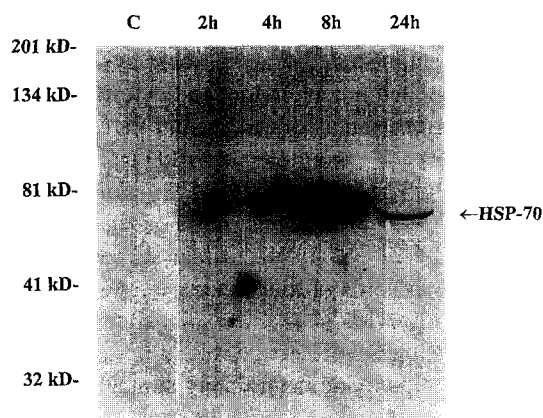 C 2h 4h 8h 24h
201 kD-
134 kD-
81 kD-
←HSP-70
41 kD-
32 kD-